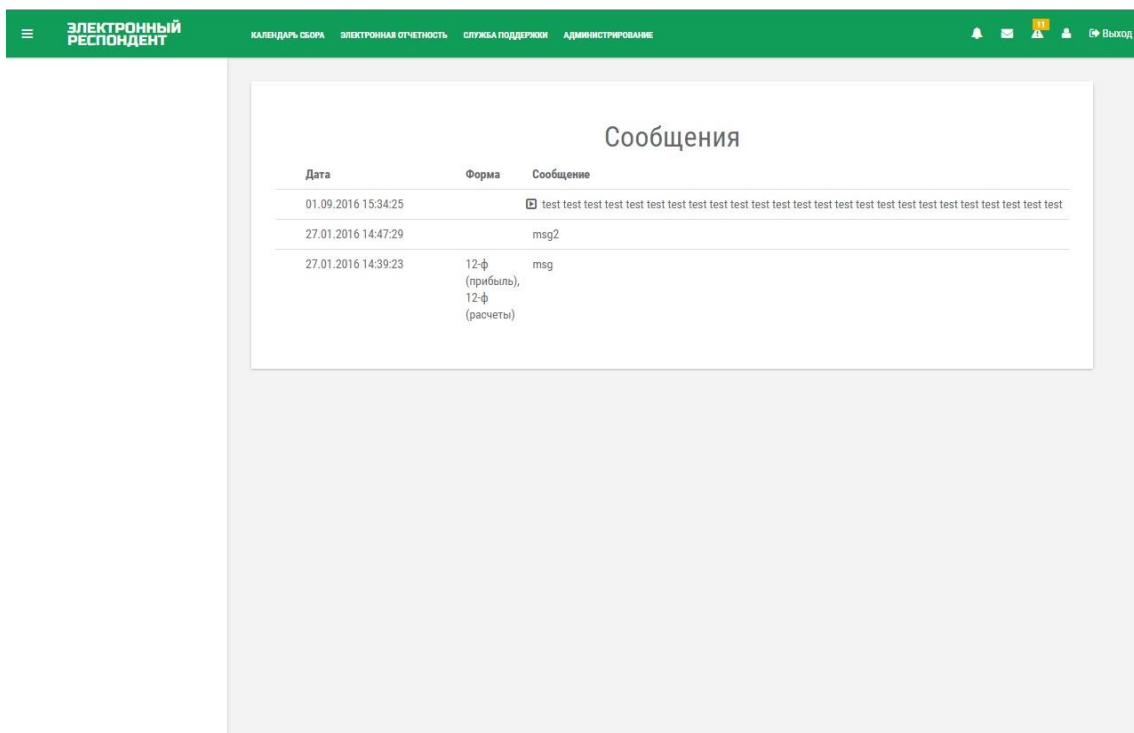 ЭЛЕКТРОННЫЙ
РЕСПОНДЕНТ
КАЛЕНДАРЬ СБОРА ЭЛЕКТРОННАЯ ОТЧЕТНОСТЬ СЛУЖБА ПОДДЕРЖКИ АДМИНИСТРИРОВАНИЕ
11
Выход
Сообщения
Дата Форма Сообщение
01.09.2016 15:34:25 test test test test test test test test test test test test test test test test test test test test test test test test test
27.01.2016 14:47:29 msg2
27.01.2016 14:39:23 12-ф msg
(прибыль),
12-ф
(расчеты)